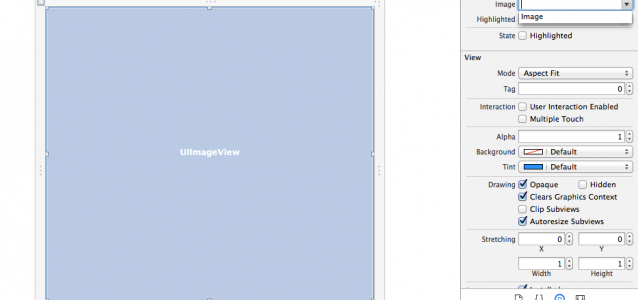 UIImageView
Image
Image
Highlighted
State Highlighted
View
Mode Aspect Fit
Tag 0
Interaction User Interaction Enabled
Multiple Touch
Alpha 1
Background Default
Tint Default
Drawing Opaque Hidden
Clears Graphics Context
Clip Subviews
Autoresize Subviews
Stretching 0 0
X Y
1 1
Width Height